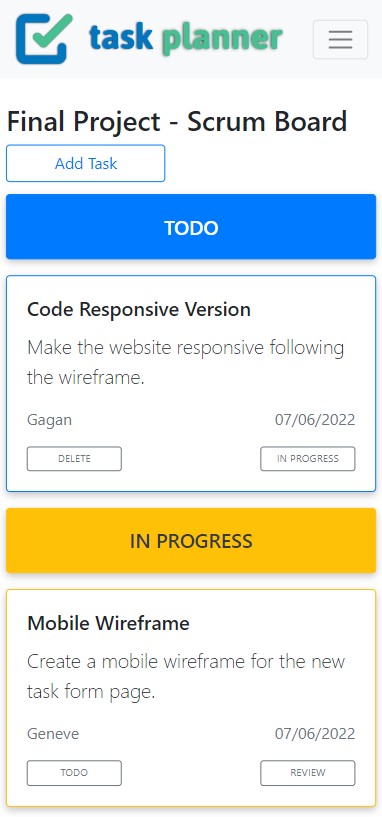 task planner
Final Project - Scrum Board
Add Task
TODO
Code Responsive Version
Make the website responsive following
the wireframe.
Gagan 07/06/2022
DELETE IN PROGRESS
IN PROGRESS
Mobile Wireframe
Create a mobile wireframe for the new
task form page.
Geneve 07/06/2022
TODO REVIEW